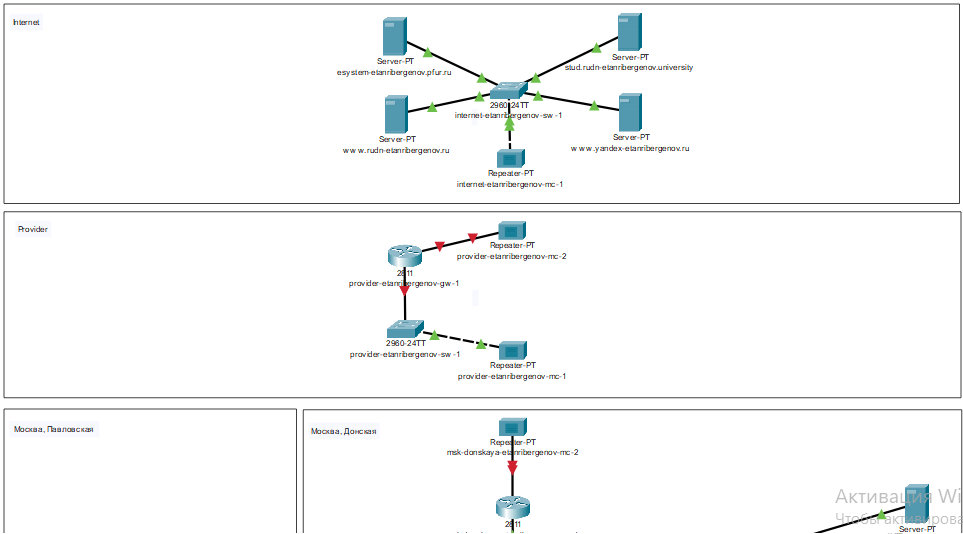 Internet
Server-PT
esystem-etanribergenov.pfur.ru
Server-PT
stud.rudn-etanribergenov.university
2960-24TT
internet-etanribergenov-sw-1
Server-PT
www.rudn-etanribergenov.ru
Server-PT
www.yandex-etanribergenov.ru
Repeater-PT
internet-etanribergenov-mc-1
Provider
Repeater-PT
provider-etanribergenov-mc-2
2811
provider-etanribergenov-gw-1
2960-24TT
provider-etanribergenov-sw-1
Repeater-PT
provider-etanribergenov-mc-1
Москва, Павловская
Москва, Донская
Repeater-PT
msk-donskaya-etanribergenov-mc-2
2811
Активация Wi
Чтобы активирова
Server-PT